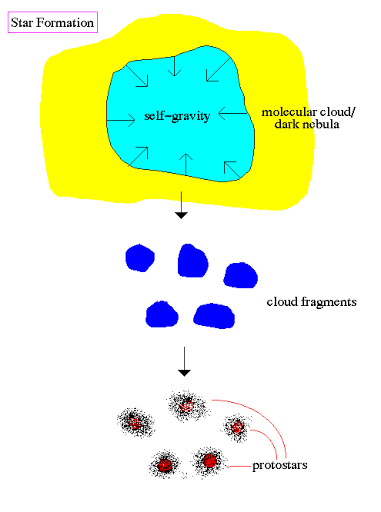 Star Formation
self-gravity
molecular cloud/
dark nebula
cloud fragments
protostars